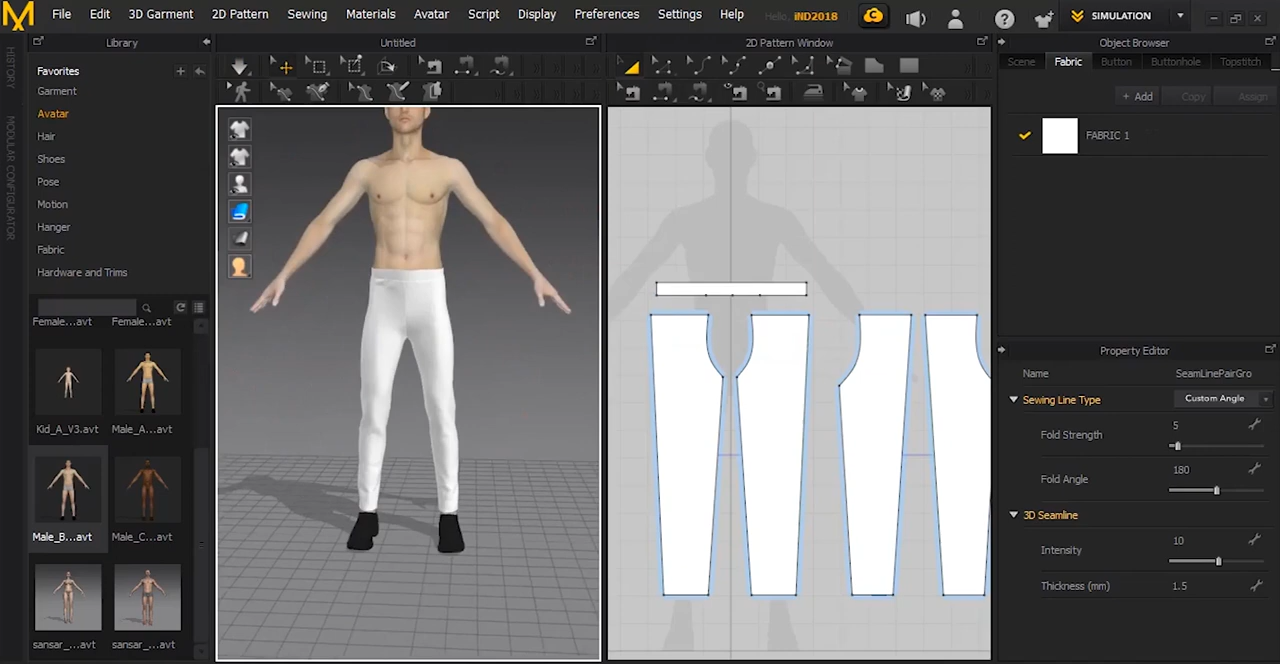 File Edit 3D Garment 2D Pattern Sewing Materials Avatar Script Display Preferences Settings Help Hello, iND2018 SIMULATION
Library Untitled 2D Pattern Window Object Browser
HISTORY
MODULAR CONFIGURATOR
Favorites
Garment
Avatar
Hair
Shoes
Pose
Motion
Hanger
Fabric
Hardware and Trims
Female...avt Female....avt
Kid_A_V3.avt Male_A...avt
Male_B...avt Male_C...avt
sansar_...avt sansar_...avt
Scene Fabric Button Buttonhole Topstitch
+ Add Copy Assign
FABRIC 1
Property Editor
Name SeamLinePairGro
Sewing Line Type Custom Angle
Fold Strength 5
Fold Angle 180
3D Seamline
Intensity 10
Thickness (mm) 1.5